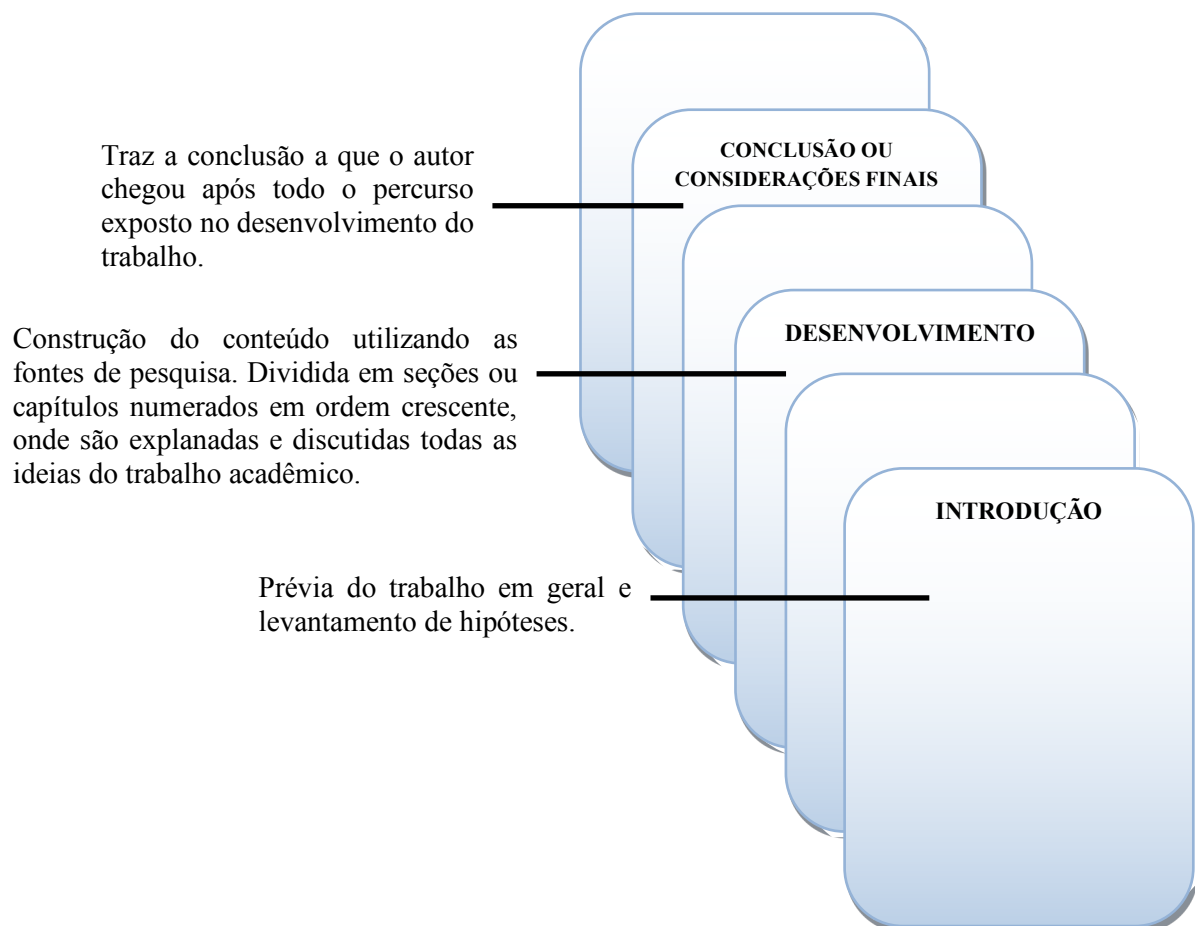 Traz a conclusão a que o autor
chegou após todo o percurso
exposto no desenvolvimento do
trabalho.
CONCLUSÃO OU
CONSIDERAÇÕES FINAIS
Construção do conteúdo utilizando as
fontes de pesquisa. Dividida em seções ou
capítulos numerados em ordem crescente,
onde são explanadas e discutidas todas as
ideias do trabalho acadêmico.
DESENVOLVIMENTO
INTRODUÇÃO
Prévia do trabalho em geral e
levantamento de hipóteses.